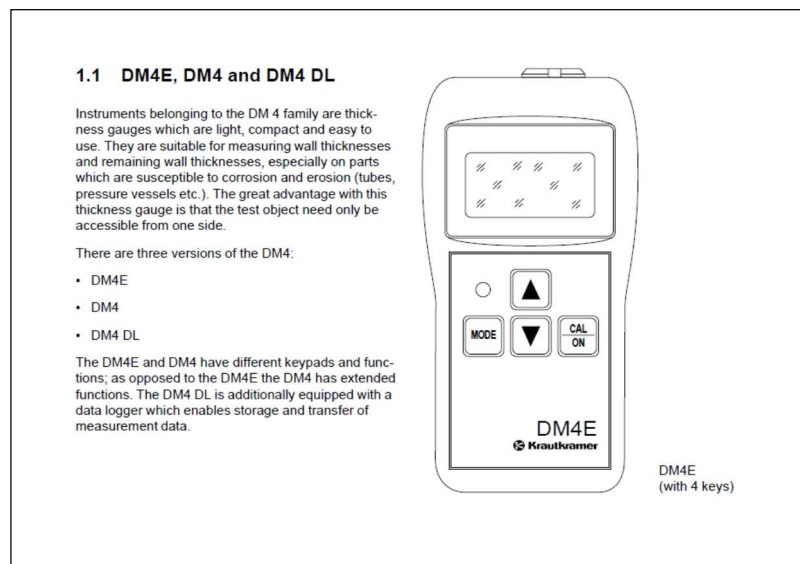 1.1 DM4E, DM4 and DM4 DL
Instruments belonging to the DM 4 family are thick-
ness gauges which are light, compact and easy to
use. They are suitable for measuring wall thicknesses
and remaining wall thicknesses, especially on parts
which are susceptible to corrosion and erosion (tubes,
pressure vessels etc.). The great advantage with this
thickness gauge is that the test object need only be
accessible from one side.
There are three versions of the DM4:
• DM4E
• DM4
• DM4 DL
The DM4E and DM4 have different keypads and func-
tions; as opposed to the DM4E the DM4 has extended
functions. The DM4 DL is additionally equipped with a
data logger which enables storage and transfer of
measurement data.
MODE
CAL
ON
DM4E
Krautkramer
DM4E
(with 4 keys)